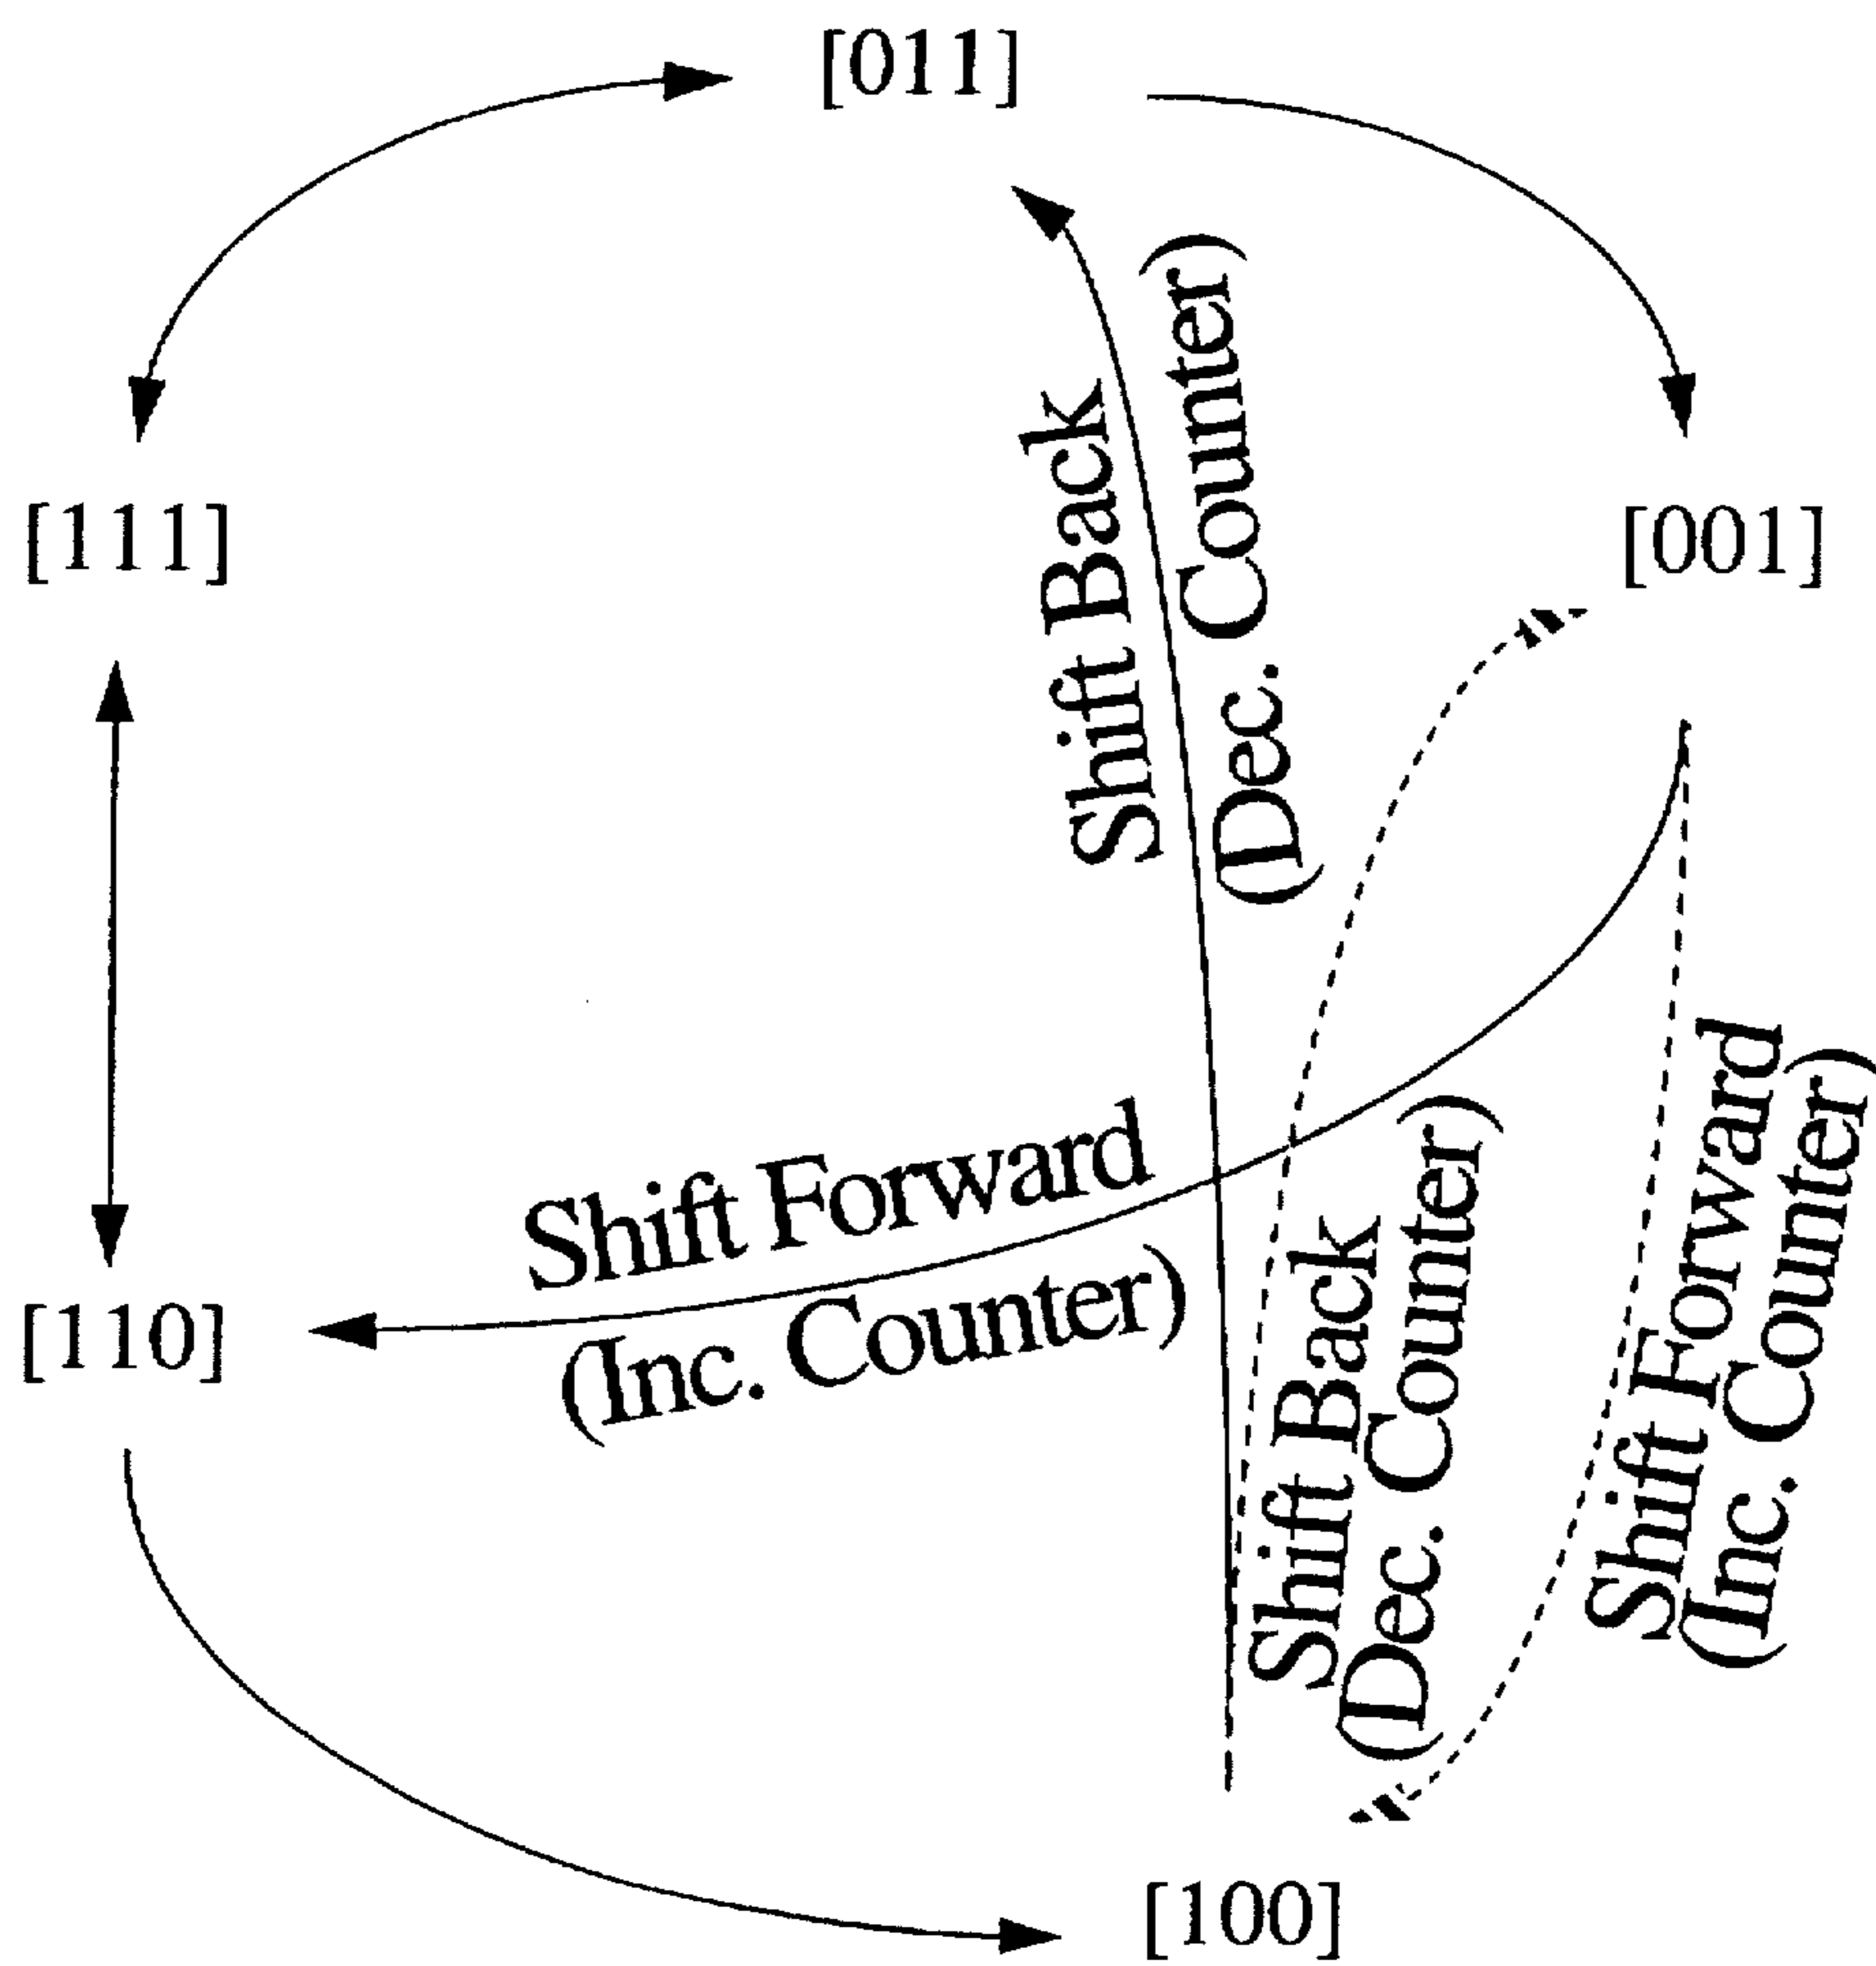 [011]
[111]
[001]
Shift Back
(Dec. Counter)
Shift Forward
(Inc. Counter)
[110]
Shift Back
(Dec. Counter)
Shift Forward
(Inc. Counter)
[100]